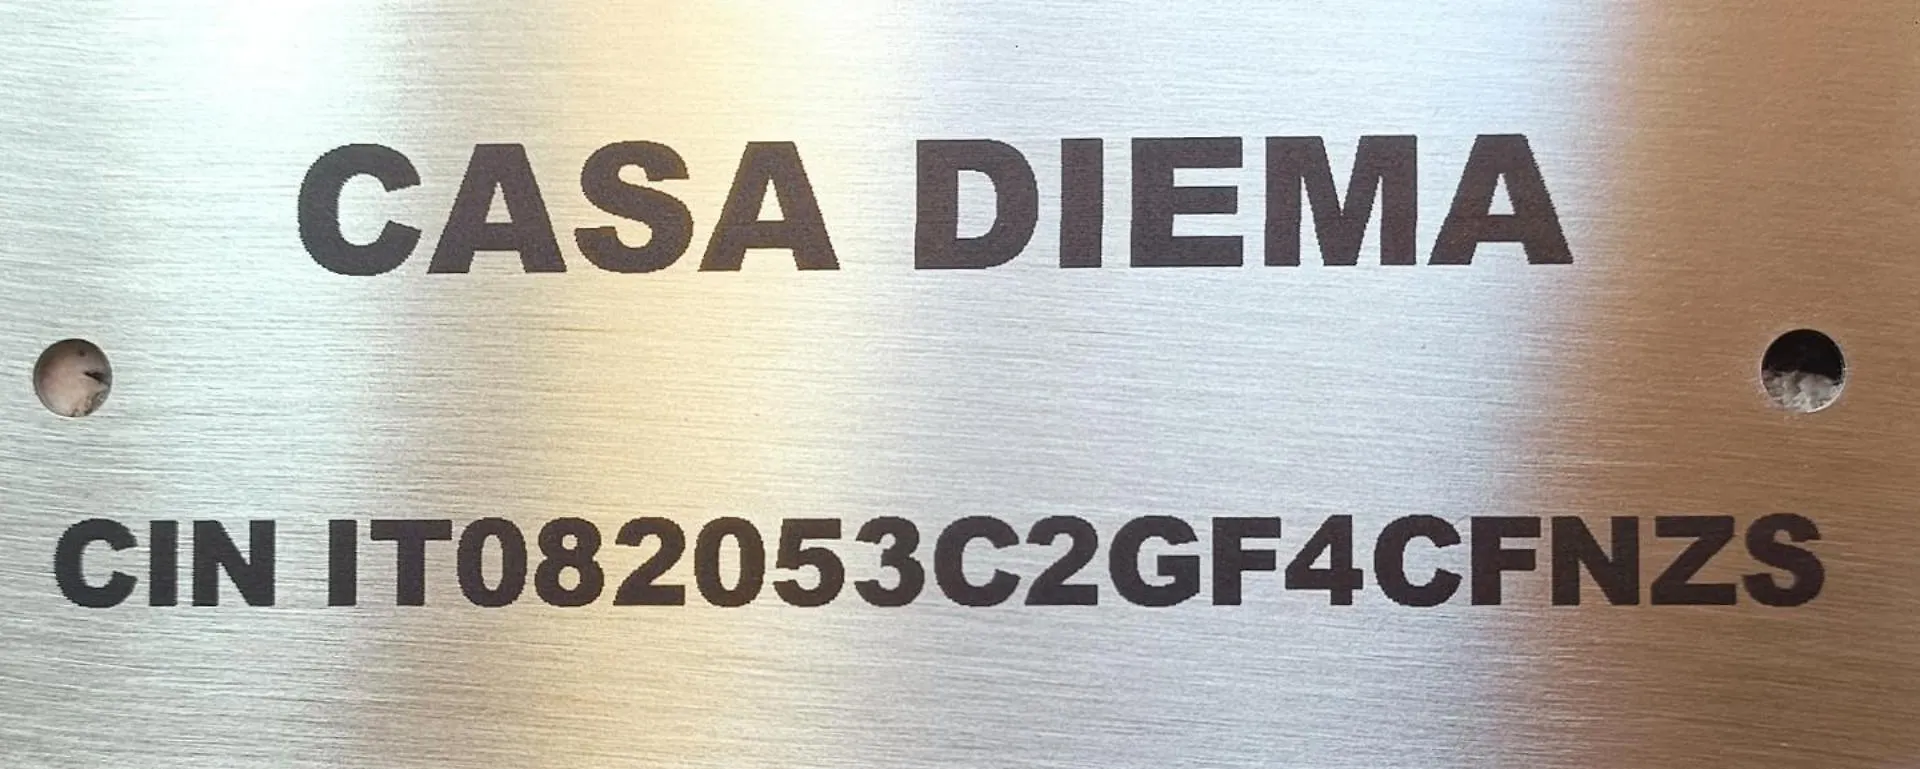 CASA DIEMA
CIN IT082053C2GF4CFNZS